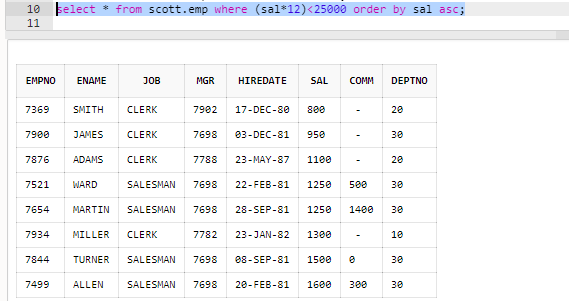 10 select * from scott.emp where (sal*12)<25000 order by sal asc;
11
EMPNO ENAME JOB MGR HIREDATE SAL COMM DEPTNO
7369 SMITH CLERK 7902 17-DEC-80 800 - 20
7900 JAMES CLERK 7698 03-DEC-81 950 - 30
7876 ADAMS CLERK 7788 23-MAY-87 1100 - 20
7521 WARD SALESMAN 7698 22-FEB-81 1250 500 30
7654 MARTIN SALESMAN 7698 28-SEP-81 1250 1400 30
7934 MILLER CLERK 7782 23-JAN-82 1300 - 10
7844 TURNER SALESMAN 7698 08-SEP-81 1500 0 30
7499 ALLEN SALESMAN 7698 20-FEB-81 1600 300 30